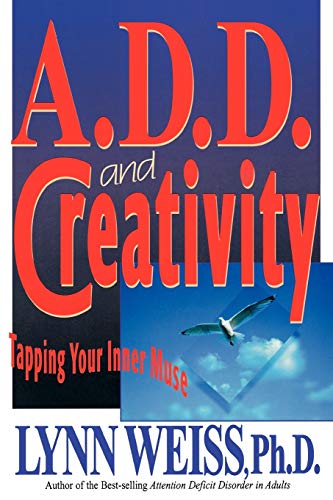 A.D.D.
and
Creativity
Tapping Your Inner Muse
LYNN WEISS, Ph.D.
Author of the Best-selling Attention Deficit Disorder in Adults